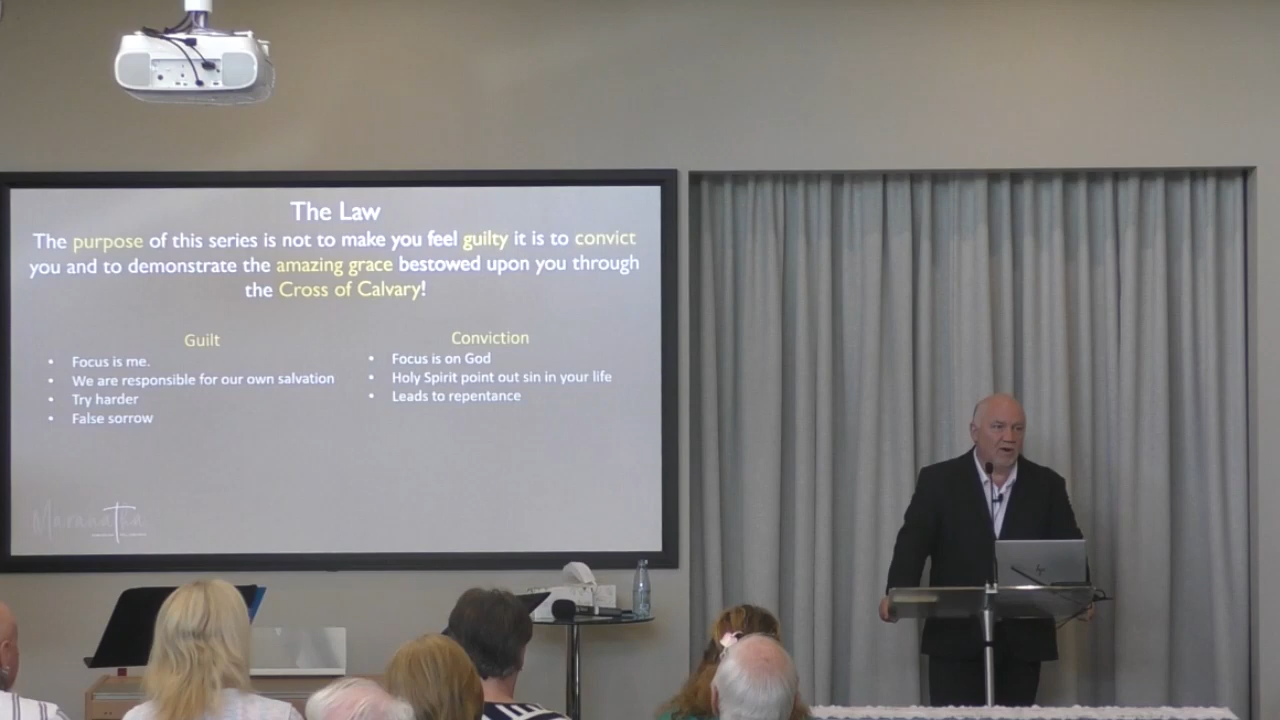 The Law
The purpose of this series is not to make you feel guilty it is to convict
you and to demonstrate the amazing grace bestowed upon you through
the Cross of Calvary!
Guilt
• Focus is me.
• We are responsible for our own salvation
• Try harder
• False sorrow
Conviction
• Focus is on God
• Holy Spirit point out sin in your life
• Leads to repentance
Maranatha
hp